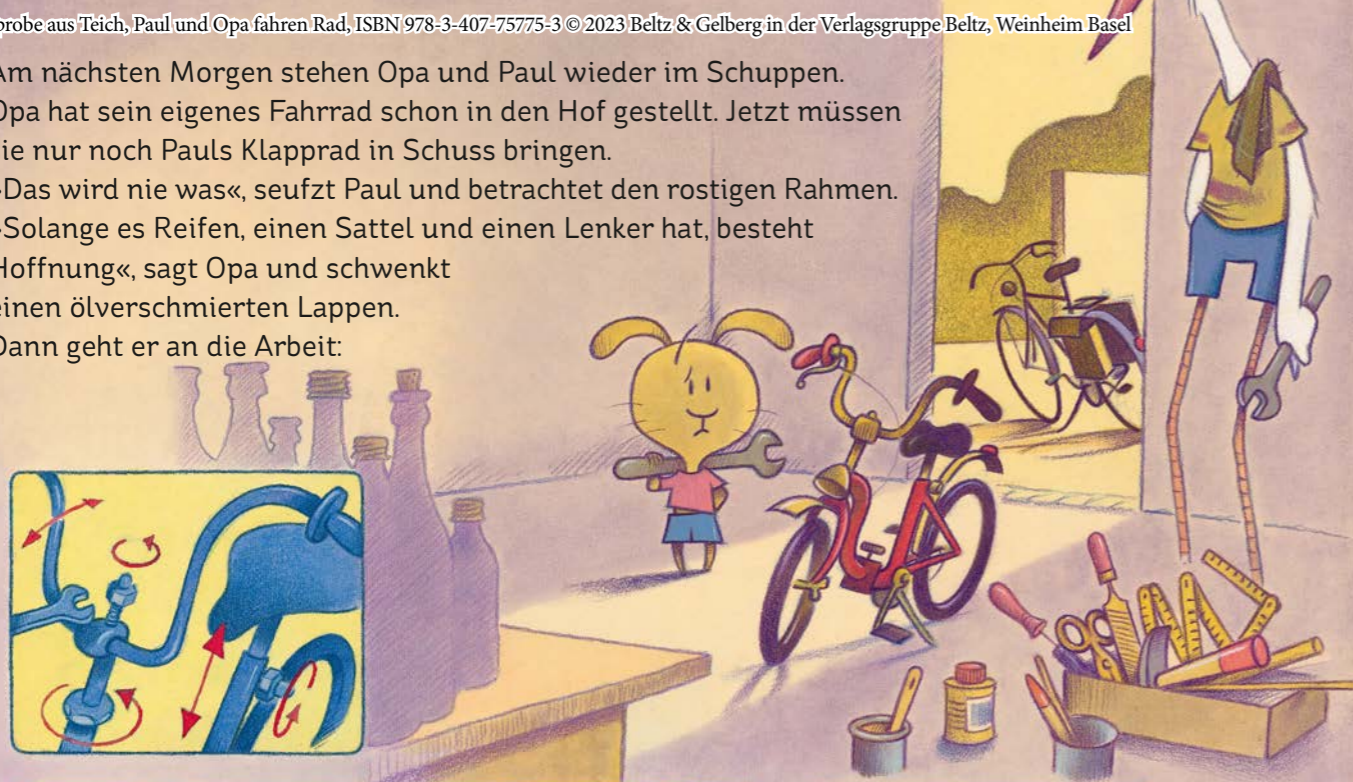 probe aus Teich, Paul und Opa fahren Rad, ISBN 978-3-407-75775-3 © 2023 Beltz & Gelberg in der Verlagsgruppe Beltz, Weinheim Basel
Am nächsten Morgen stehen Opa und Paul wieder im Schuppen.
Opa hat sein eigenes Fahrrad schon in den Hof gestellt. Jetzt müssen
ie nur noch Pauls Klapprad in Schuss bringen.
»Das wird nie was«, seufzt Paul und betrachtet den rostigen Rahmen.
»Solange es Reifen, einen Sattel und einen Lenker hat, besteht
Hoffnung«, sagt Opa und schwenkt
einen ölverschmierten Lappen.
Dann geht er an die Arbeit: